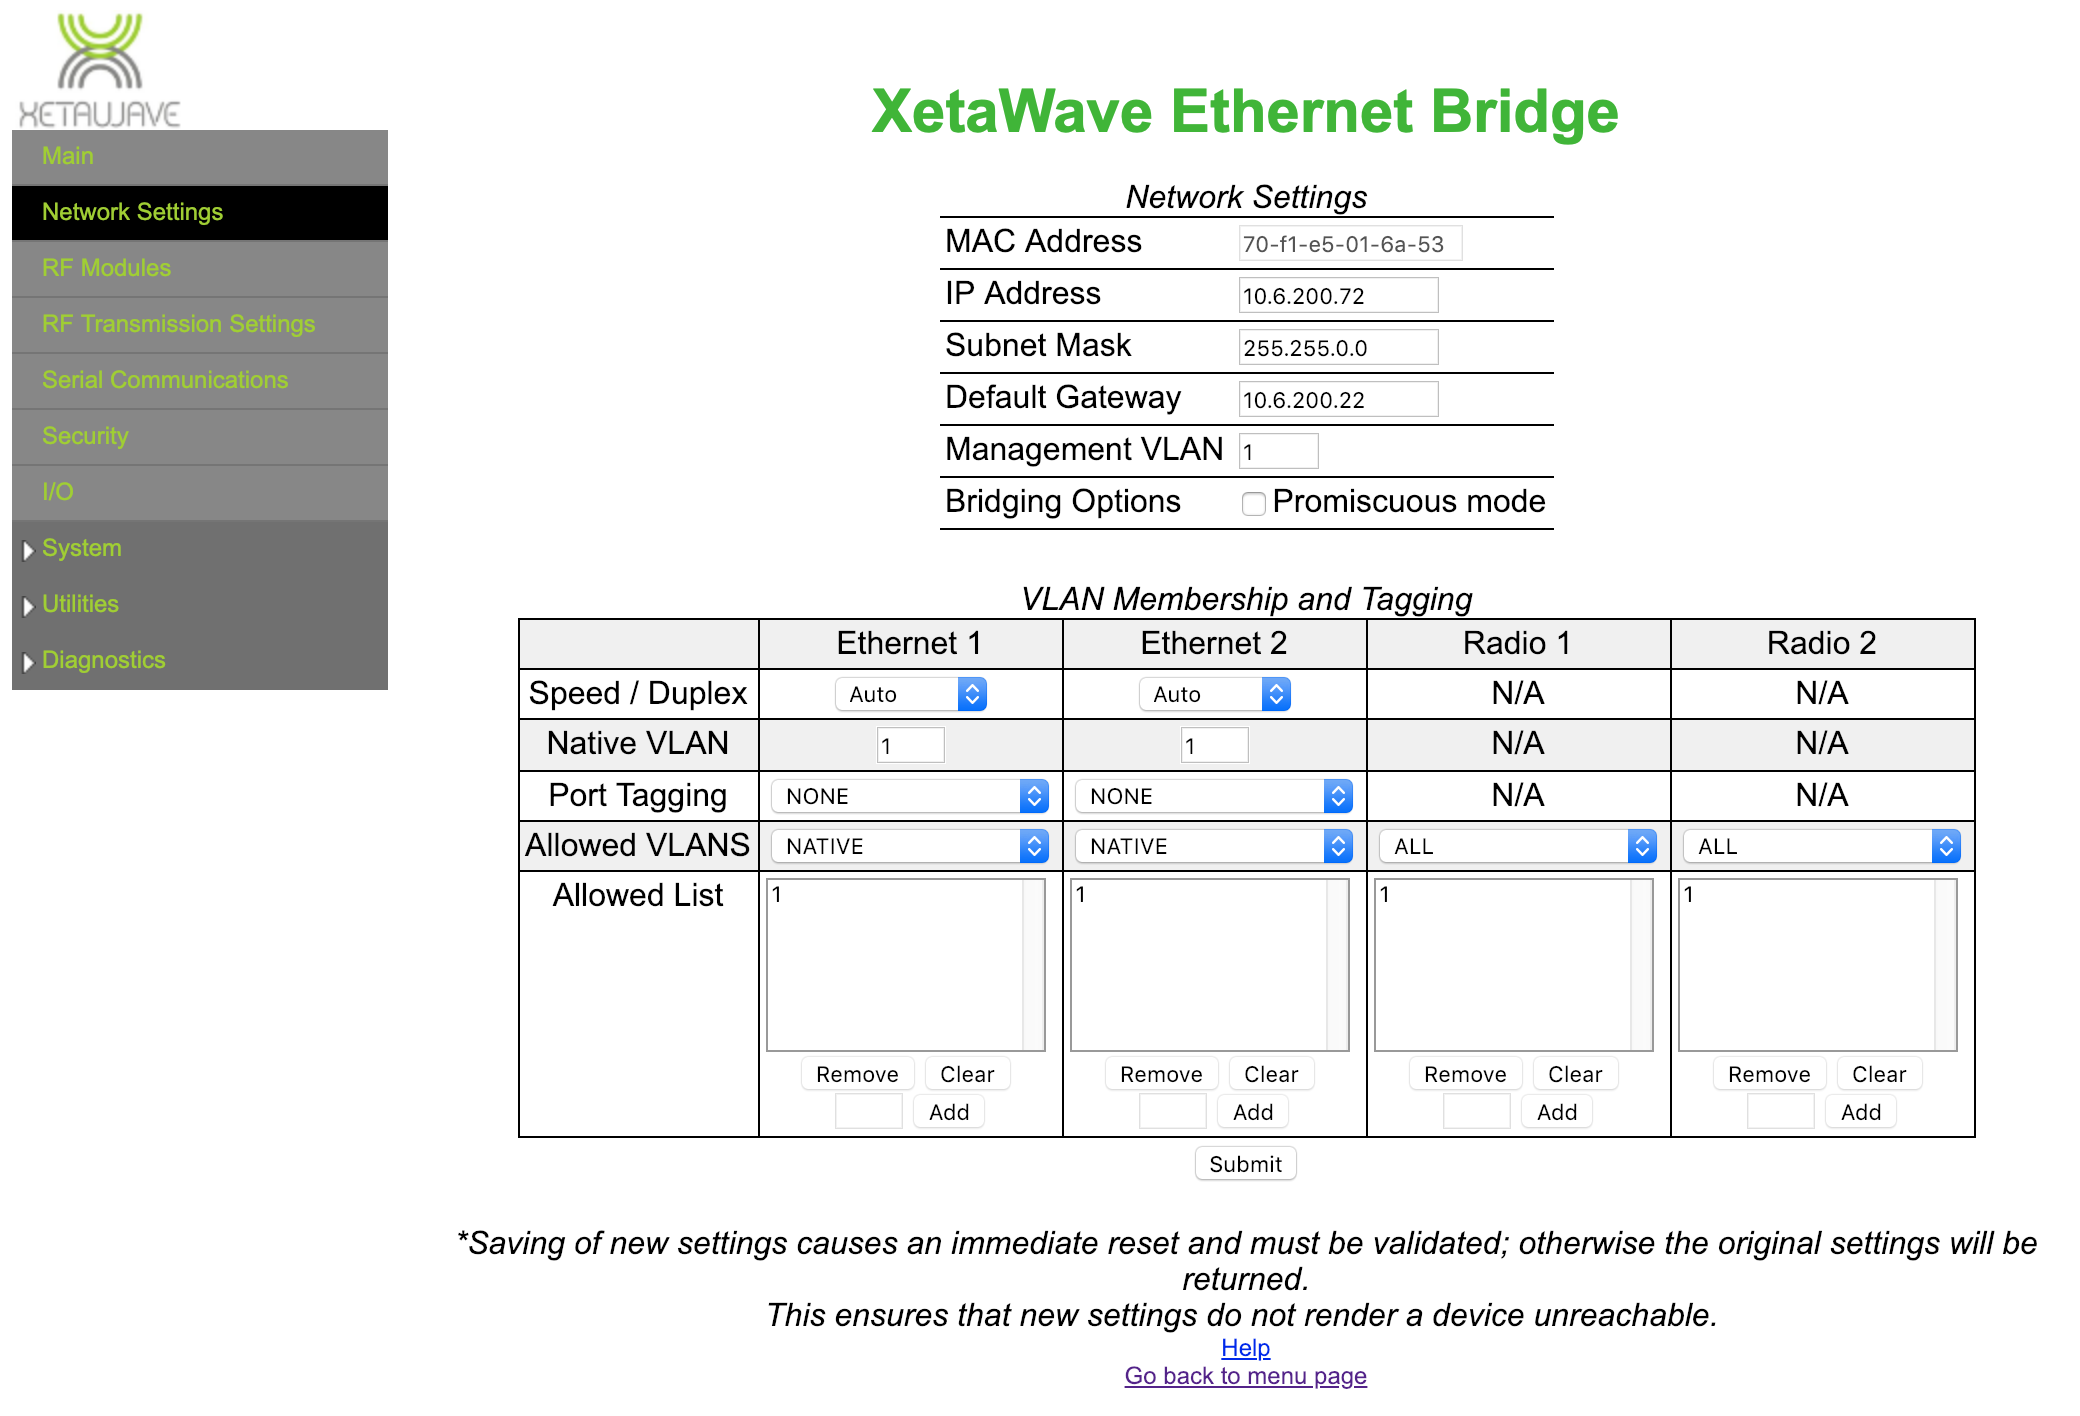 XETAWAVE
Main
Network Settings
RF Modules
RF Transmission Settings
Serial Communications
Security
I/O
System
Utilities
Diagnostics
XetaWave Ethernet Bridge
Network Settings
MAC Address 70-f1-e5-01-6a-53
IP Address 10.6.200.72
Subnet Mask 255.255.0.0
Default Gateway 10.6.200.22
Management VLAN 1
Bridging Options Promiscuous mode
VLAN Membership and Tagging
Ethernet 1 Ethernet 2 Radio 1 Radio 2
Speed / Duplex Auto Auto N/A N/A
Native VLAN 1 1 N/A N/A
Port Tagging NONE NONE N/A N/A
Allowed VLANS NATIVE NATIVE ALL ALL
Allowed List 1 1 1 1
Remove Clear Remove Clear Remove Clear Remove Clear
Add Add Add Add
Submit
*Saving of new settings causes an immediate reset and must be validated; otherwise the original settings will be
returned.
This ensures that new settings do not render a device unreachable.
Help
Go back to menu page